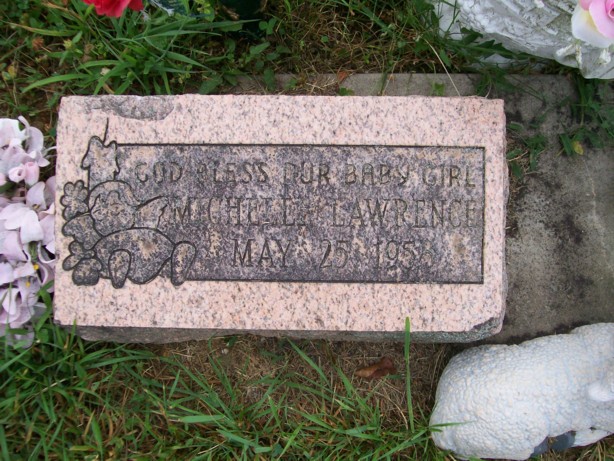 GOD BLESS OUR BABY GIRL
MICHELLE LAWRENCE
MAY 25